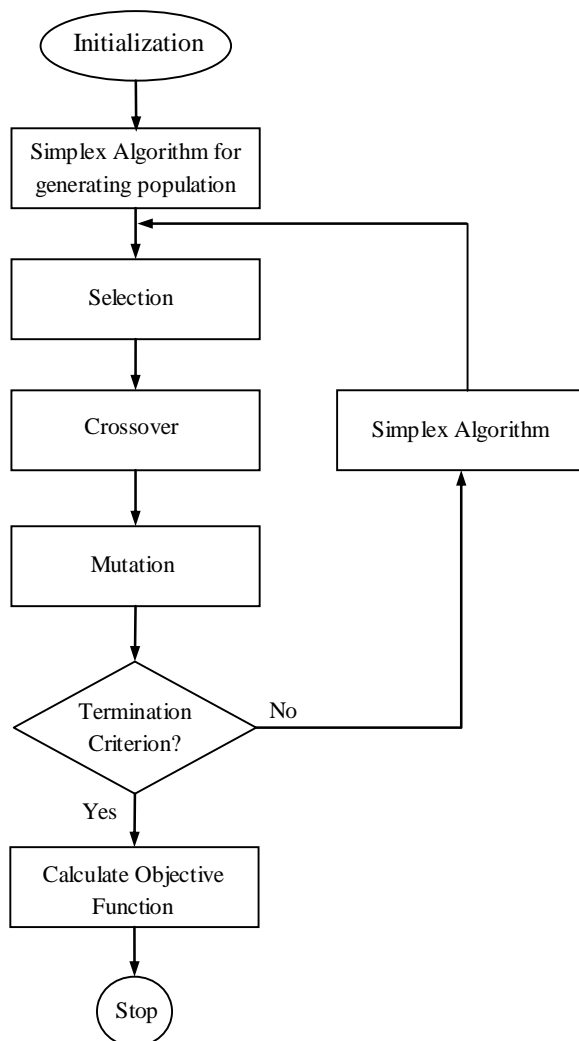 Initialization
Simplex Algorithm for
generating population
Selection
Crossover
Simplex Algorithm
Mutation
Termination
Criterion?
No
Yes
Calculate Objective
Function
Stop